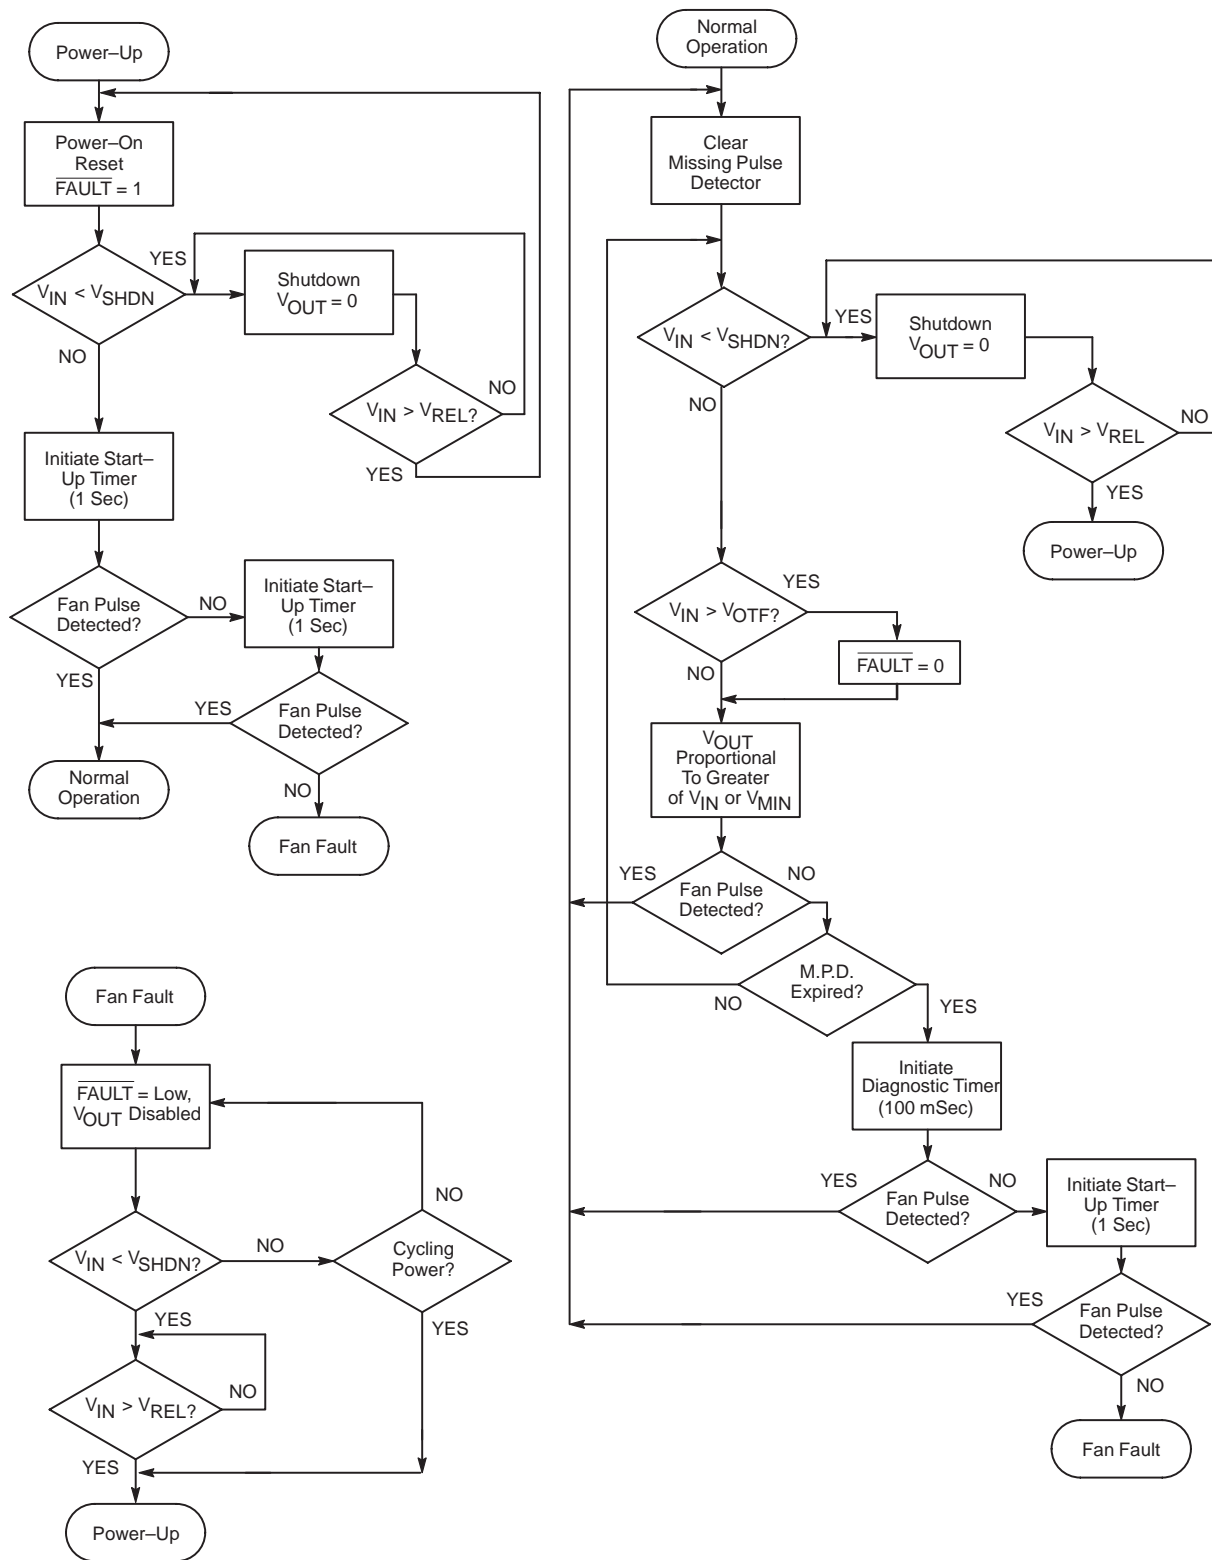 Power–Up
Power–On
Reset
FAULT = 1
VIN < VSHDN
YES
NO
Shutdown
VOUT = 0
VIN > VREL?
NO
YES
Initiate Start–
Up Timer
(1 Sec)
Fan Pulse
Detected?
NO
YES
Initiate Start–
Up Timer
(1 Sec)
Fan Pulse
Detected?
YES
NO
Normal
Operation
Fan Fault
Fan Fault
FAULT = Low,
VOUT Disabled
VIN < VSHDN?
NO
YES
Cycling
Power?
NO
YES
VIN > VREL?
NO
YES
Power–Up
Normal
Operation
Clear
Missing Pulse
Detector
VIN < VSHDN?
YES
NO
Shutdown
VOUT = 0
VIN > VREL
NO
YES
Power–Up
VIN > VOTF?
YES
NO
FAULT = 0
VOUT
Proportional
To Greater
of VIN or VMIN
Fan Pulse
Detected?
YES
NO
M.P.D.
Expired?
NO
YES
Initiate
Diagnostic Timer
(100 mSec)
Fan Pulse
Detected?
YES
NO
Initiate Start–
Up Timer
(1 Sec)
Fan Pulse
Detected?
YES
NO
Fan Fault